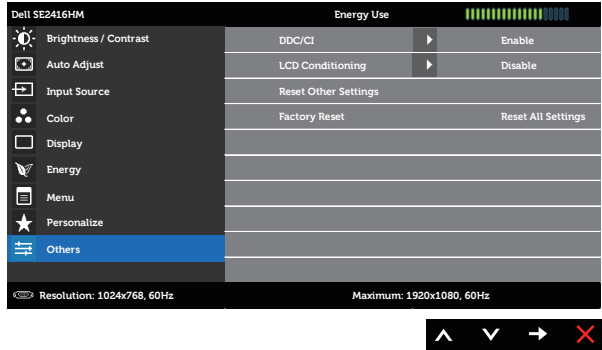 Dell SE2416HM Energy Use
Brightness / Contrast DDC/CI Enable
Auto Adjust LCD Conditioning Disable
Input Source Reset Other Settings
Color Factory Reset Reset All Settings
Display
Energy
Menu
Personalize
Others
Resolution: 1024x768, 60Hz Maximum: 1920x1080, 60Hz